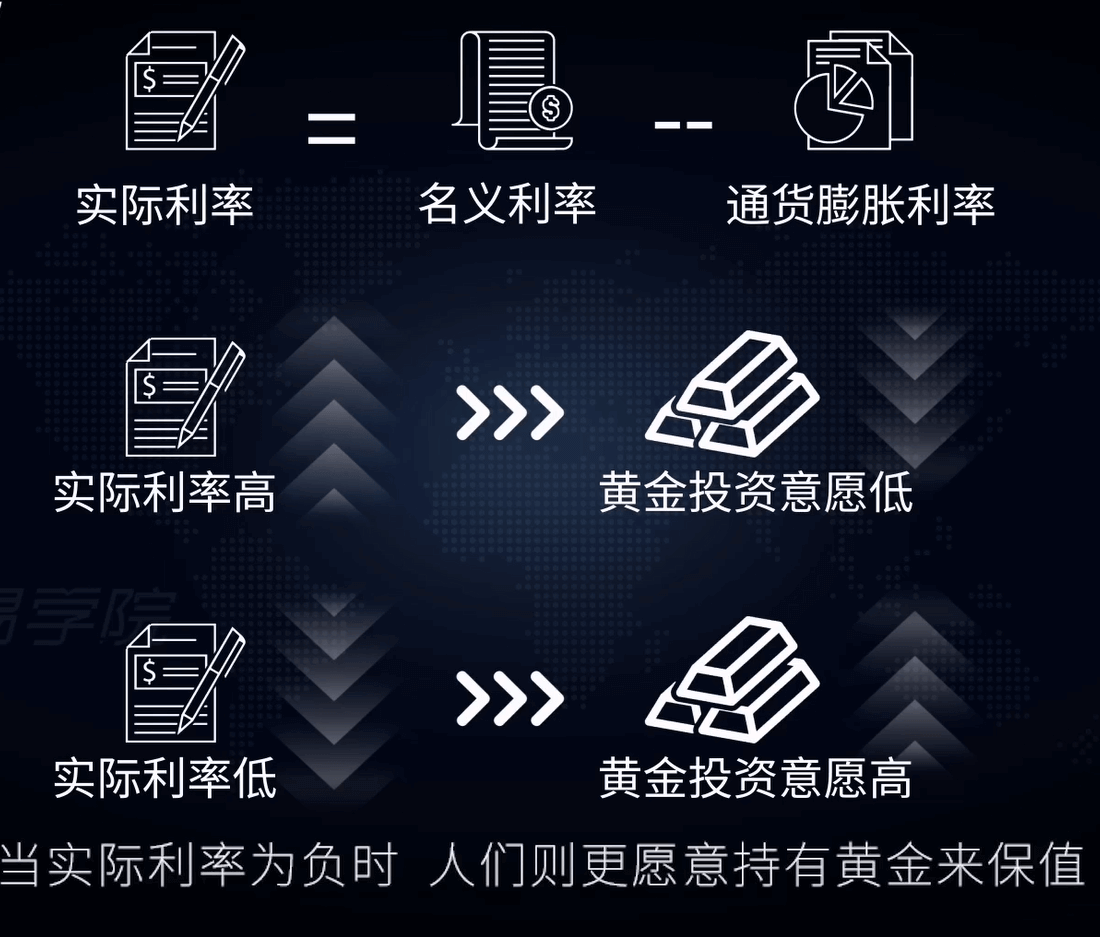 实际利率 = 名义利率 -- 通货膨胀利率
实际利率高 黄金投资意愿低
易学院
实际利率低 黄金投资意愿高
当实际利率为负时 人们则更愿意持有黄金来保值